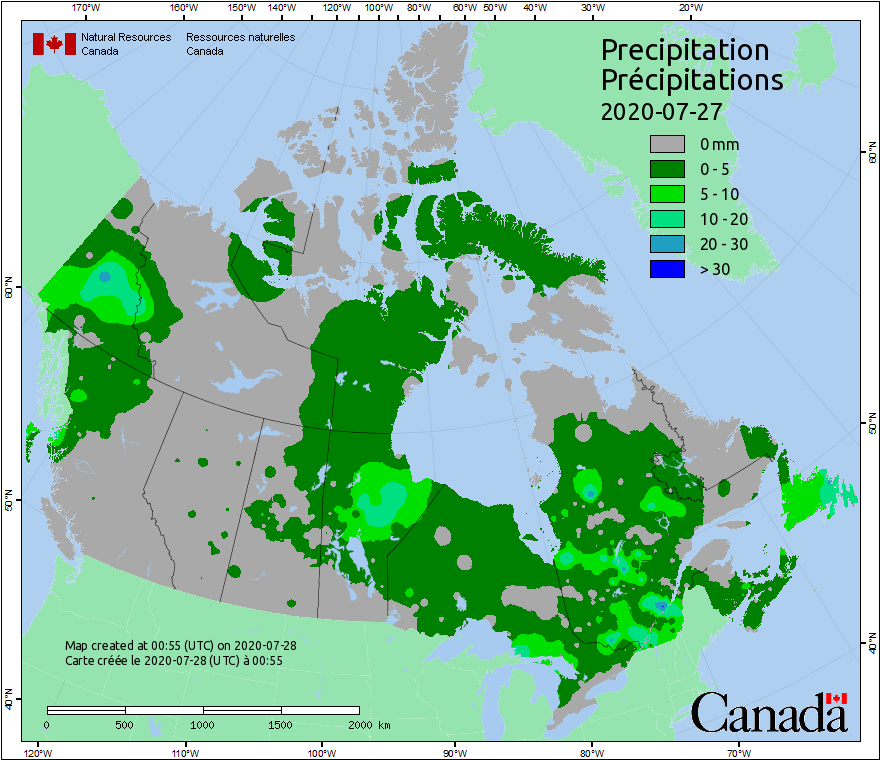 170°W 160°W 150°W 140°W 120°W 100°W 80°W 60°W 50°W 40°W 30°W 20°W
Natural Resources Ressources naturelles
Canada Canada
Precipitation
Précipitations
2020-07-27
0 mm
0 - 5
5 - 10
10 - 20
20 - 30
> 30
60°N
60°N
50°N
50°N
40°N
40°N
Map created at 00:55 (UTC) on 2020-07-28
Carte créée le 2020-07-28 (UTC) à 00:55
0 500 1000 1500 2000 km
Canada
120°W 110°W 100°W 90°W 80°W 70°W